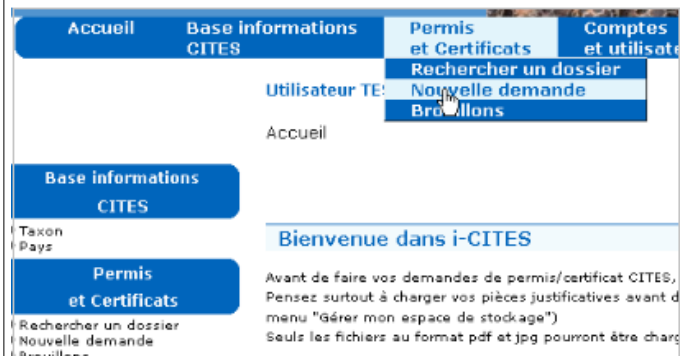 Accueil
Base informations
CITES
Permis
et Certificats
Comptes
et
Rechercher un dossier
Nouvelle demande
Brouillons
Utilisateur
Accueil
Base informations
CITES
Taxon
Pays
Permis
et Certificats
Rechercher un dossier
Nouvelle demande
Brouillons
Bienvenue dans i-CITES
Avant de faire vos demandes de permis/certificat CITES,
Pensez surtout à charger vos pièces justificatives avant
menu "Gérer mon espace de stockage")
Seuls les fichiers au format pdf et jpg pourront être